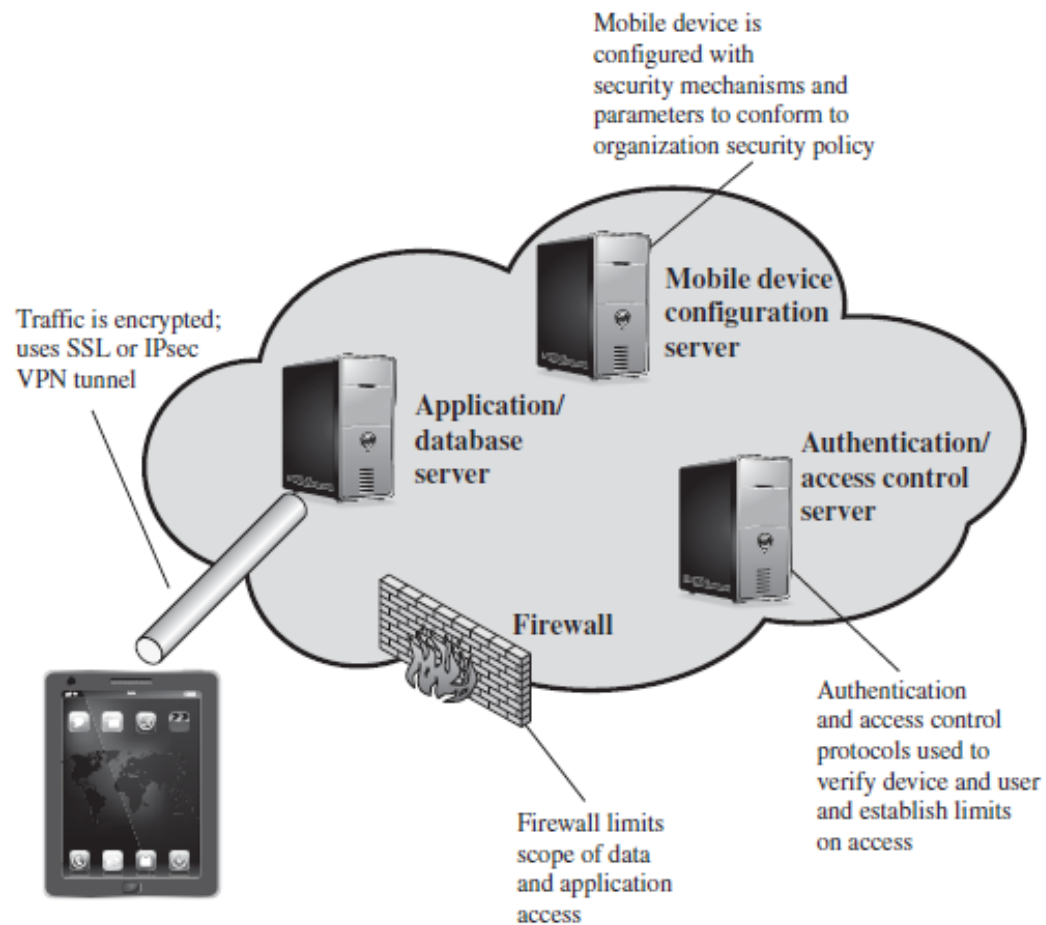 Mobile device is
configured with
security mechanisms and
parameters to conform to
organization security policy
Mobile device
configuration
server
Traffic is encrypted;
uses SSL or IPsec
VPN tunnel
Application/
database
server
Authentication/
access control
server
Firewall
Authentication
and access control
protocols used to
verify device and user
and establish limits
on access
Firewall limits
scope of data
and application
access